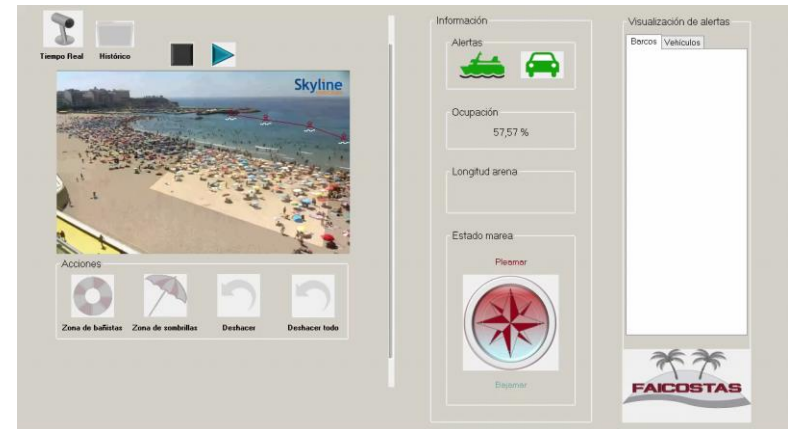 Tiempo Real
Histórico
Skyline
Acciones
Zona de bañistas
Zona de sombrillas
Deshacer
Deshacer todo
Información
Alertas
Ocupación
57,57 %
Longitud arena
Estado marea
Pleamar
Bajamar
Visualización de alertas
Barcos
Vehículos
FAICOSTAS